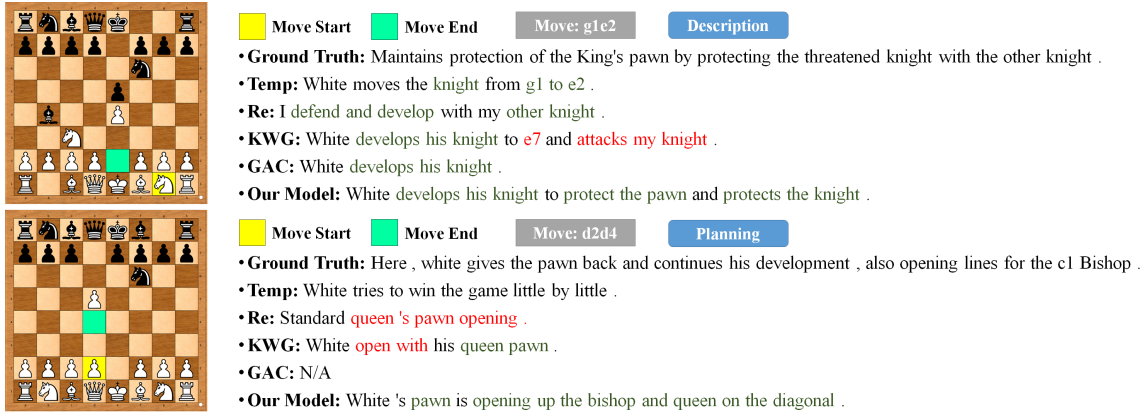 Move Start Move End Move: g1e2 Description
• Ground Truth: Maintains protection of the King's pawn by protecting the threatened knight with the other knight .
• Temp: White moves the knight from g1 to e2 .
• Re: I defend and develop with my other knight .
• KWG: White develops his knight to e7 and attacks my knight .
• GAC: White develops his knight .
• Our Model: White develops his knight to protect the pawn and protects the knight .
Move Start Move End Move: d2d4 Planning
• Ground Truth: Here , white gives the pawn back and continues his development , also opening lines for the c1 Bishop .
• Temp: White tries to win the game little by little .
• Re: Standard queen 's pawn opening .
• KWG: White open with his queen pawn .
• GAC: N/A
• Our Model: White 's pawn is opening up the bishop and queen on the diagonal .